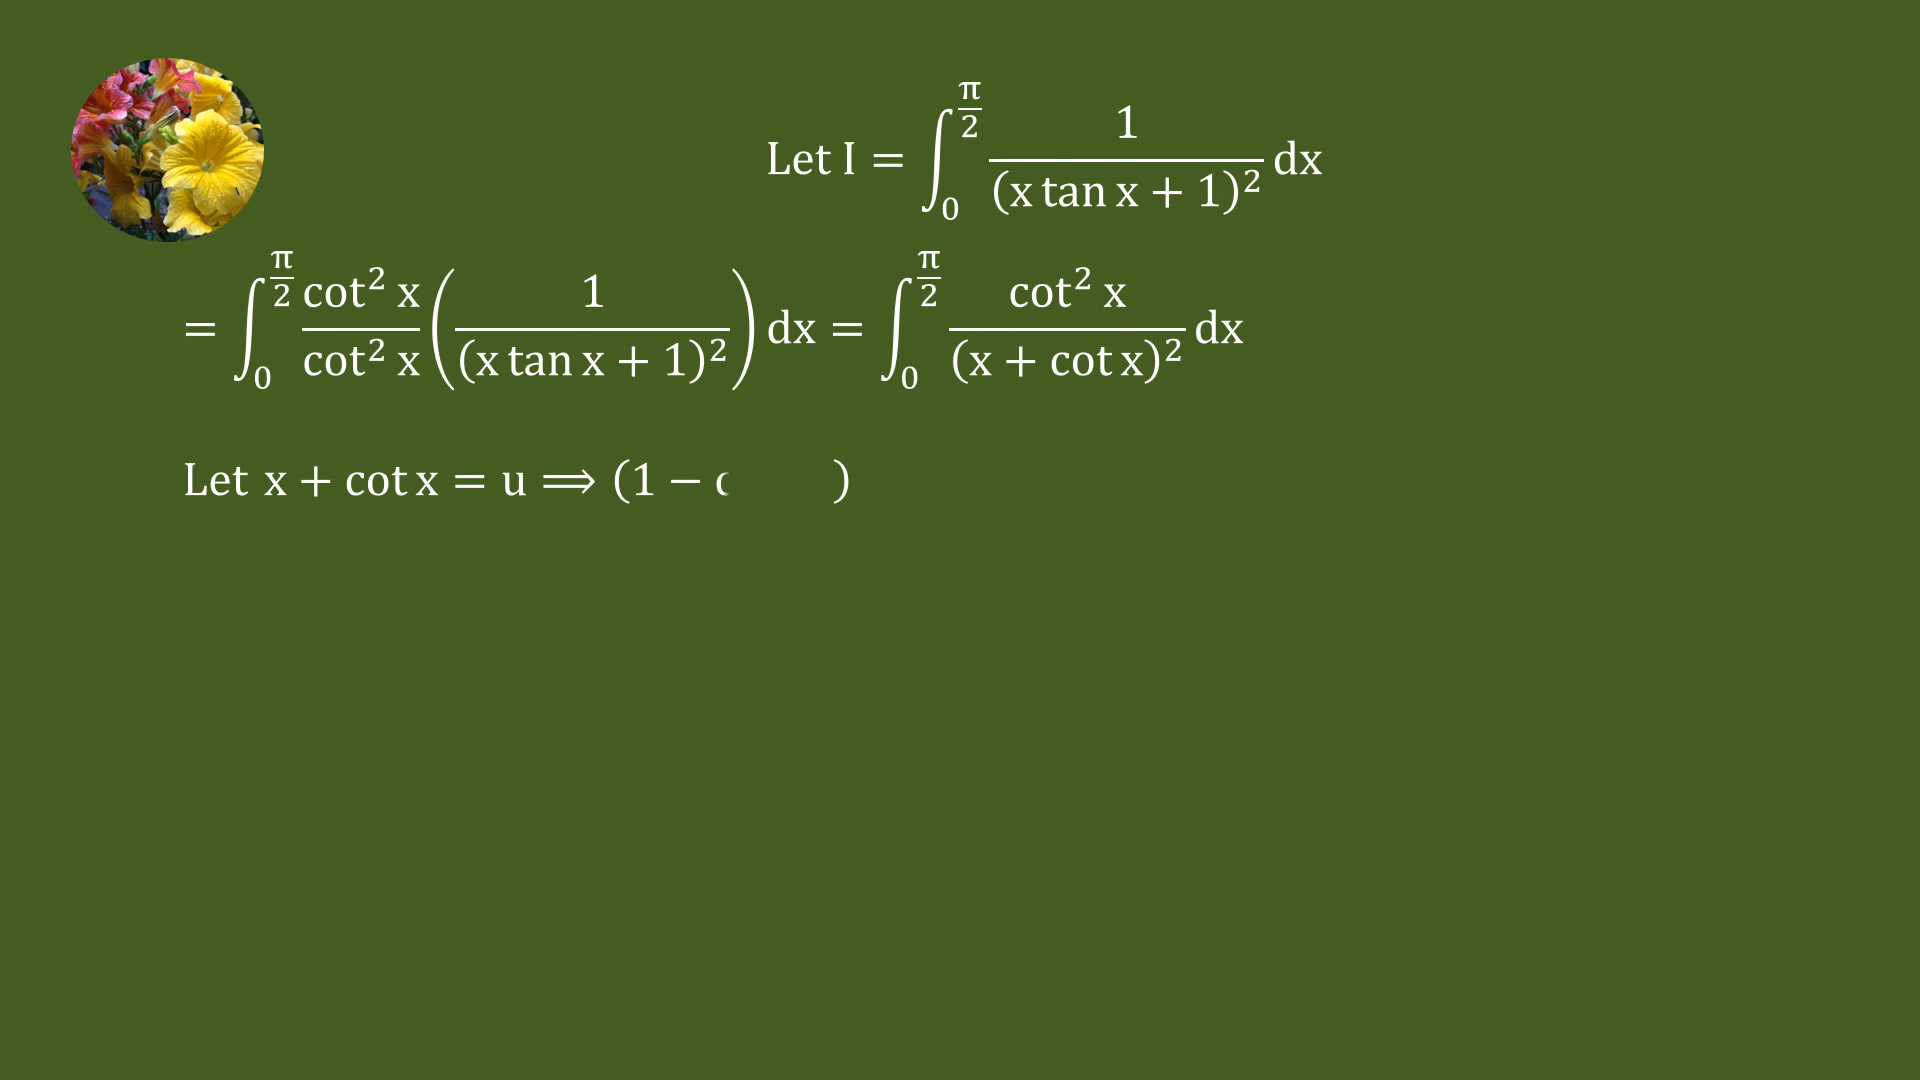 Let I = ∫₀^(π/2) 1/(x tan x + 1)² dx
= ∫₀^(π/2) cot² x/cot² x (1/(x tan x + 1)²) dx = ∫₀^(π/2) cot² x/(x + cot x)² dx
Let x + cot x = u ⟹ (1 − )